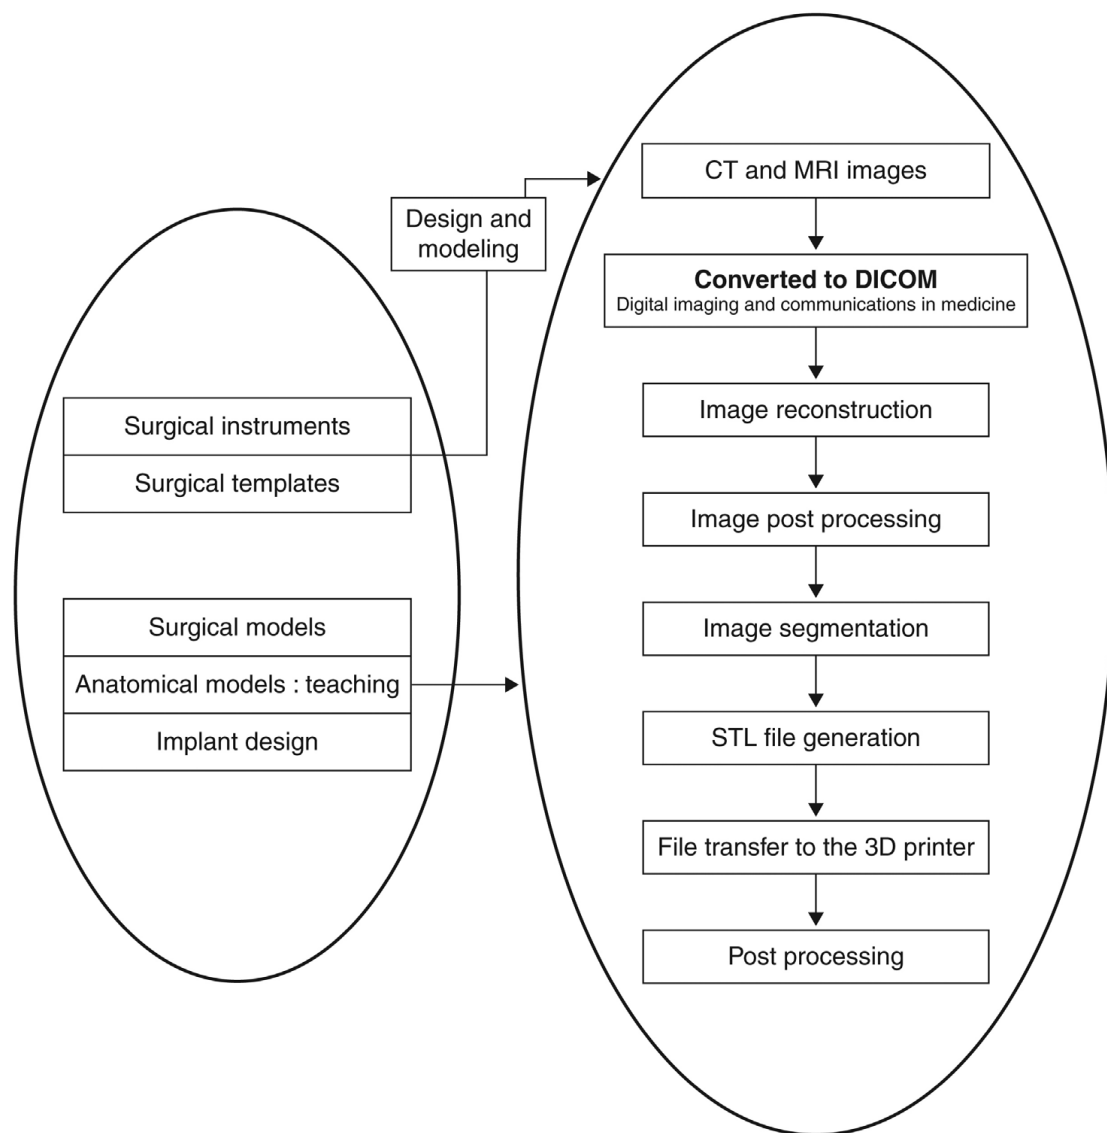 Design and
modeling
Surgical instruments
Surgical templates
Surgical models
Anatomical models : teaching
Implant design
CT and MRI images
Converted to DICOM
Digital imaging and communications in medicine
Image reconstruction
Image post processing
Image segmentation
STL file generation
File transfer to the 3D printer
Post processing